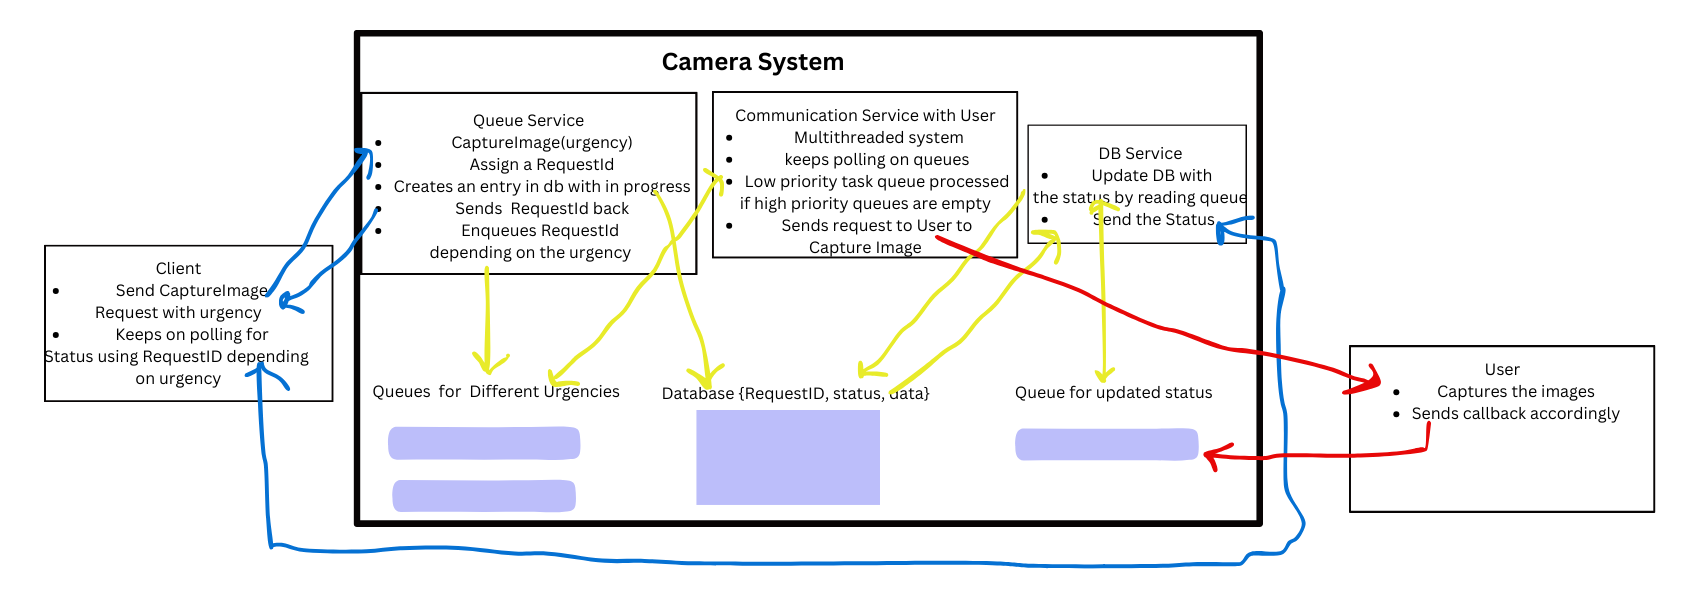 Camera System
Queue Service
CaptureImage(urgency)
Assign a RequestId
Creates an entry in db with in progress
Sends RequestId back
Enqueues RequestId
depending on the urgency
Communication Service with User
Multithreaded system
keeps polling on queues
Low priority task queue processed
if high priority queues are empty
Sends request to User to
Capture Image
DB Service
Update DB with
the status by reading queue
Send the Status
Client
Send CaptureImage
Request with urgency
Keeps on polling for
Status using RequestID depending
on urgency
Queues for Different Urgencies
Database {RequestID, status, data}
Queue for updated status
User
Captures the images
Sends callback accordingly